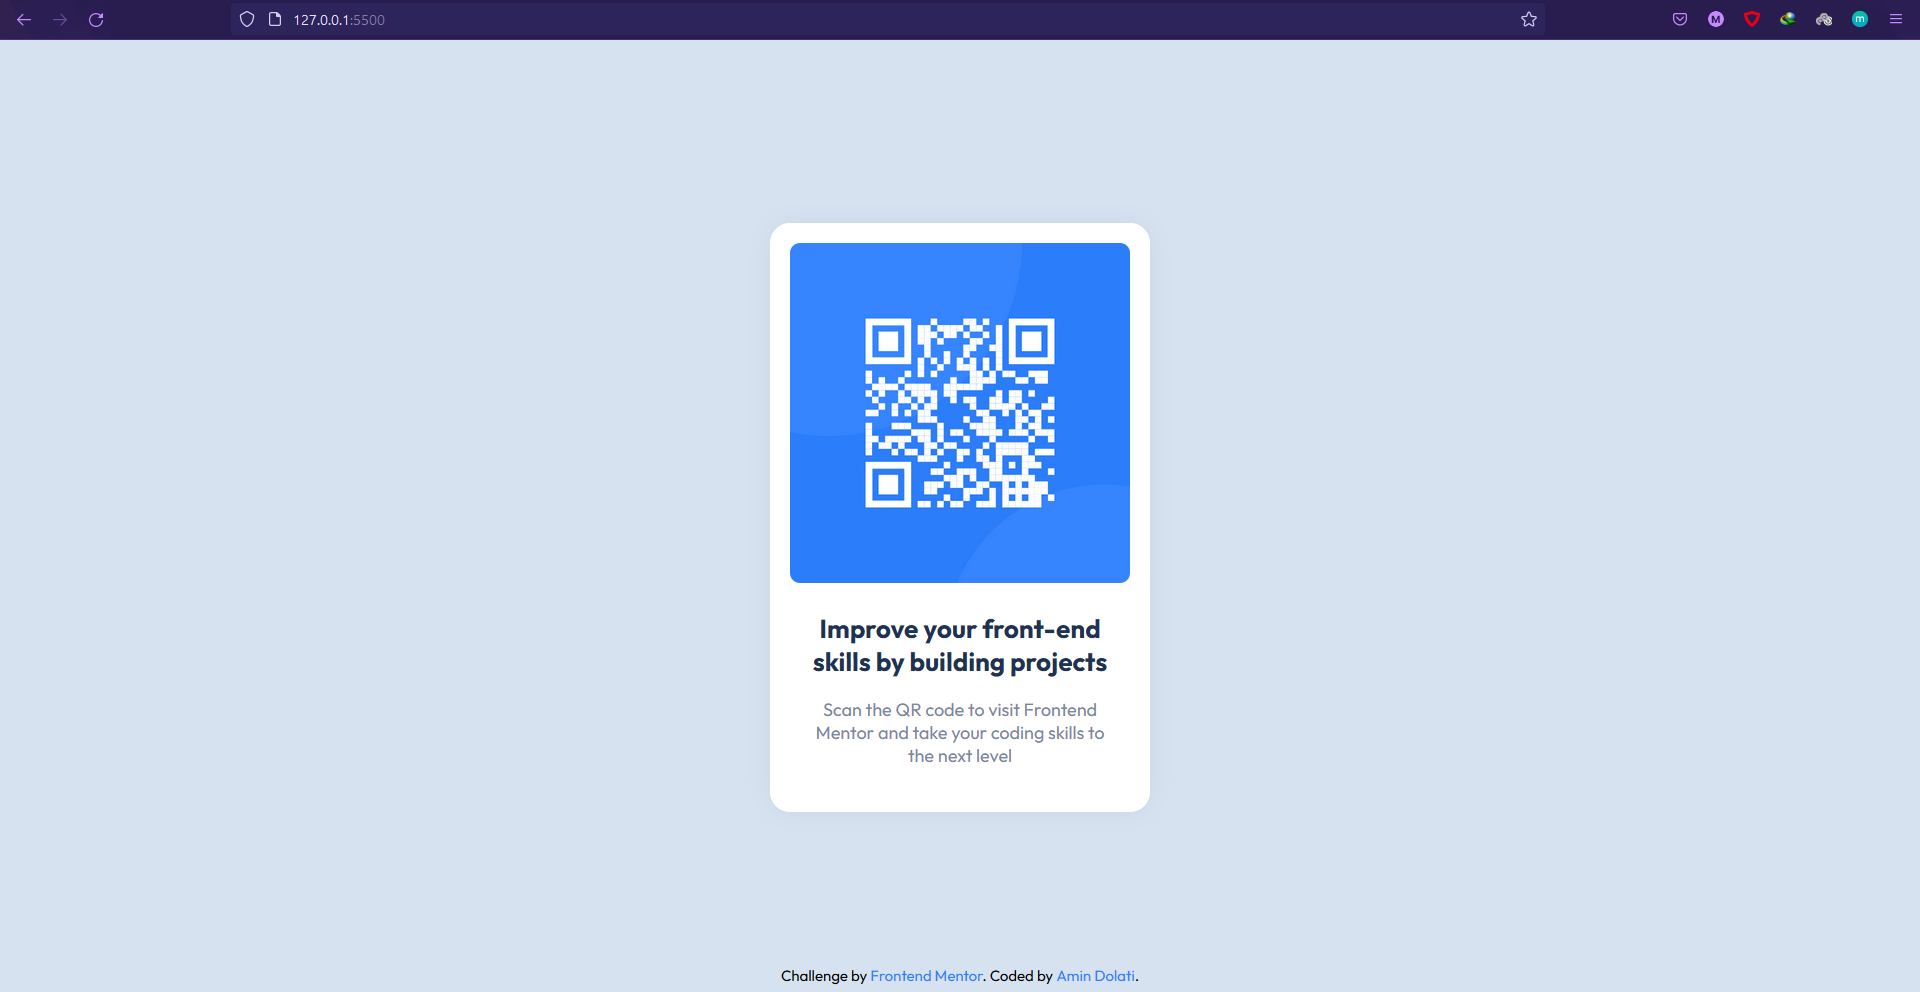 127.0.0.1:5500
M
m
Improve your front-end
skills by building projects
Scan the QR code to visit Frontend
Mentor and take your coding skills to
the next level
Challenge by Frontend Mentor. Coded by Amin Dolati.